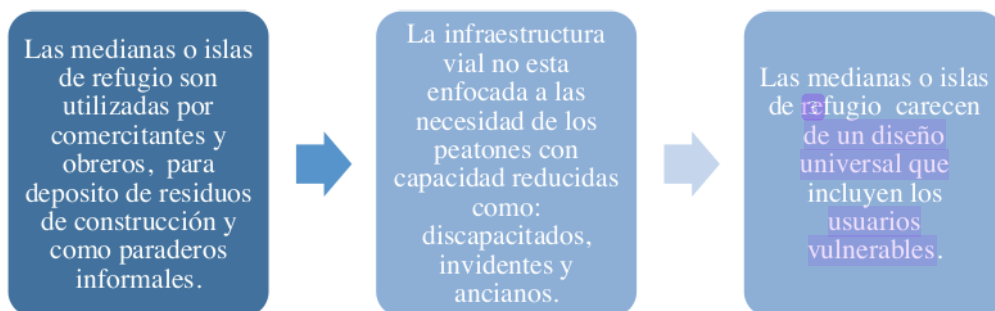 Las medianas o islas
de refugio son
utilizadas por
comercitantes y
obreros, para
deposito de residuos
de construcción y
como paraderos
informales.
La infraestructura
vial no esta
enfocada a las
necesidad de los
peatones con
capacidad reducidas
como:
discapacitados,
invidentes y
ancianos.
Las medianas o islas
de refugio carecen
de un diseño
universal que
incluyen los
usuarios
vulnerables.